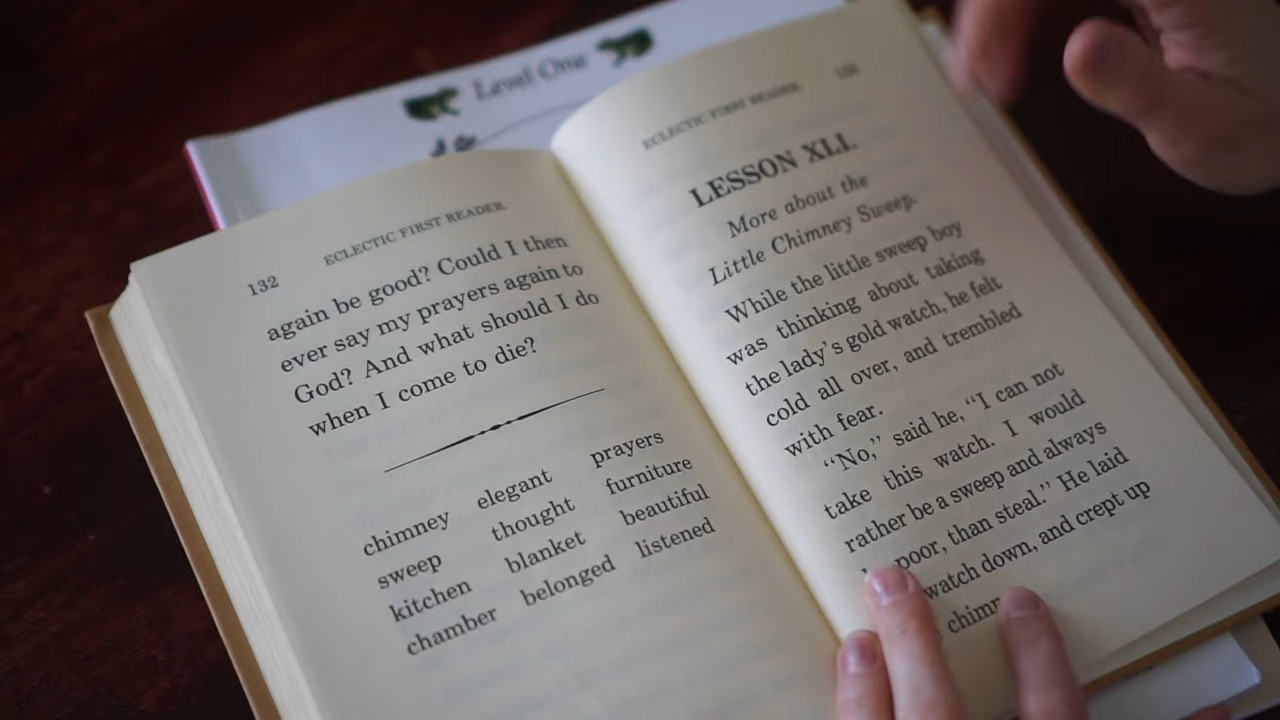 Level One
132
ECLECTIC FIRST READER.
again be good? Could I then
ever say my prayers again to
God? And what should I do
when I come to die?
chimney elegant prayers
sweep thought furniture
kitchen blanket beautiful
chamber belonged listened
ECLECTIC FIRST READER.
LESSON XLI.
More about the
Little Chimney Sweep.
While the little sweep boy
was thinking about taking
the lady's gold watch, he felt
cold all over, and trembled
with fear.
“No,” said he, “I can not
take this watch. I would
rather be a sweep and always
poor, than steal.” He laid
watch down, and crept up
chimn